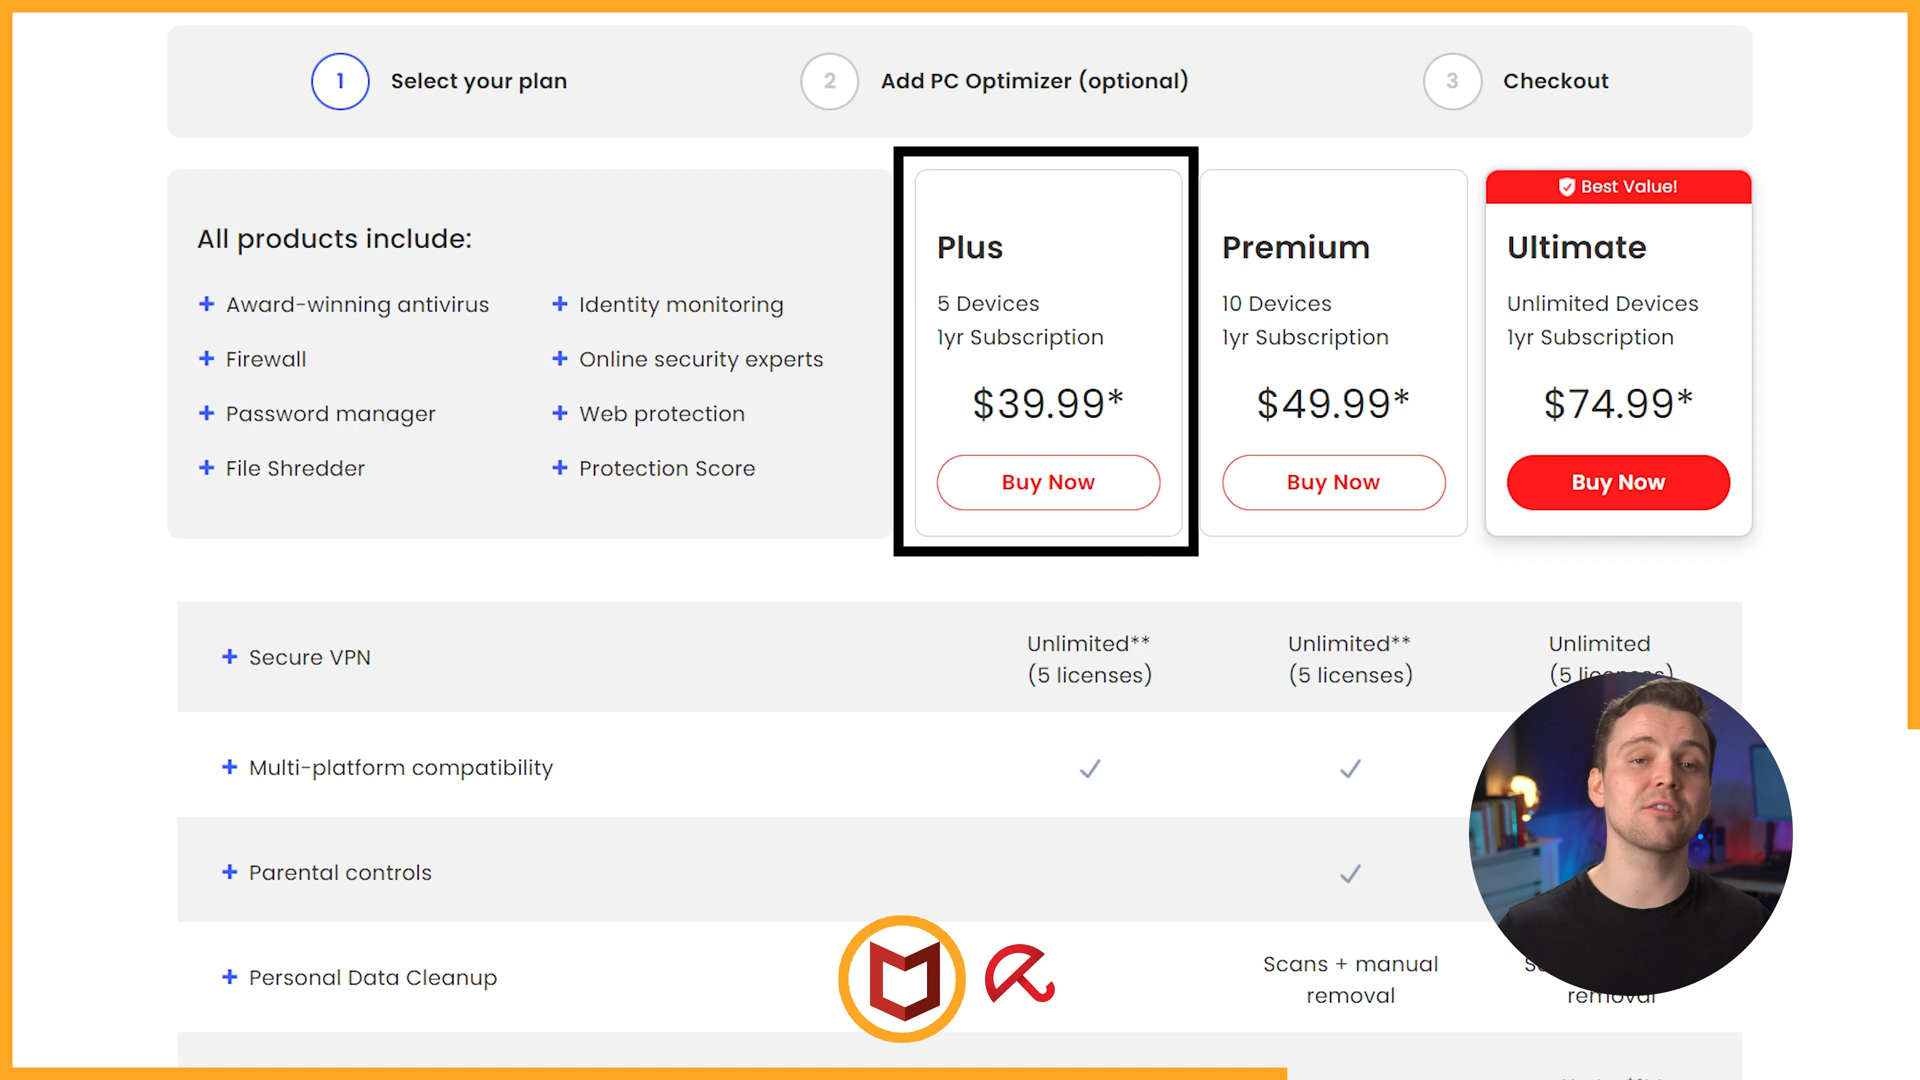 1 Select your plan
2 Add PC Optimizer (optional)
3 Checkout
All products include:
+ Award-winning antivirus
+ Firewall
+ Password manager
+ File Shredder
+ Identity monitoring
+ Online security experts
+ Web protection
+ Protection Score
Plus
5 Devices
1yr Subscription
$39.99*
Buy Now
Premium
10 Devices
1yr Subscription
$49.99*
Buy Now
Best Value!
Ultimate
Unlimited Devices
1yr Subscription
$74.99*
Buy Now
+ Secure VPN
Unlimited**
(5 licenses)
Unlimited**
(5 licenses)
Unlimited
(5 licenses)
+ Multi-platform compatibility
+ Parental controls
+ Personal Data Cleanup
Scans + manual
removal
removal